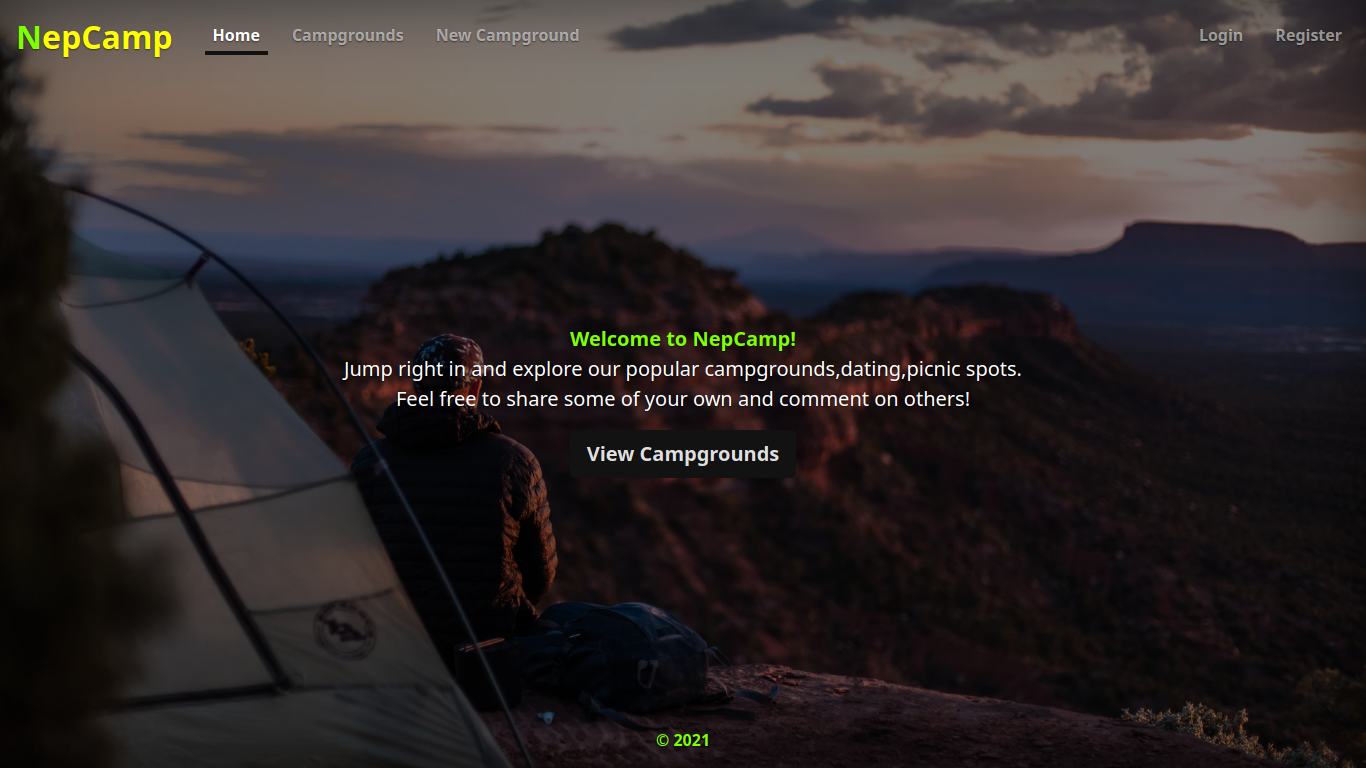 NepCamp Home Campgrounds New Campground Login Register
Welcome to NepCamp!
Jump right in and explore our popular campgrounds,dating,picnic spots.
Feel free to share some of your own and comment on others!
View Campgrounds
© 2021